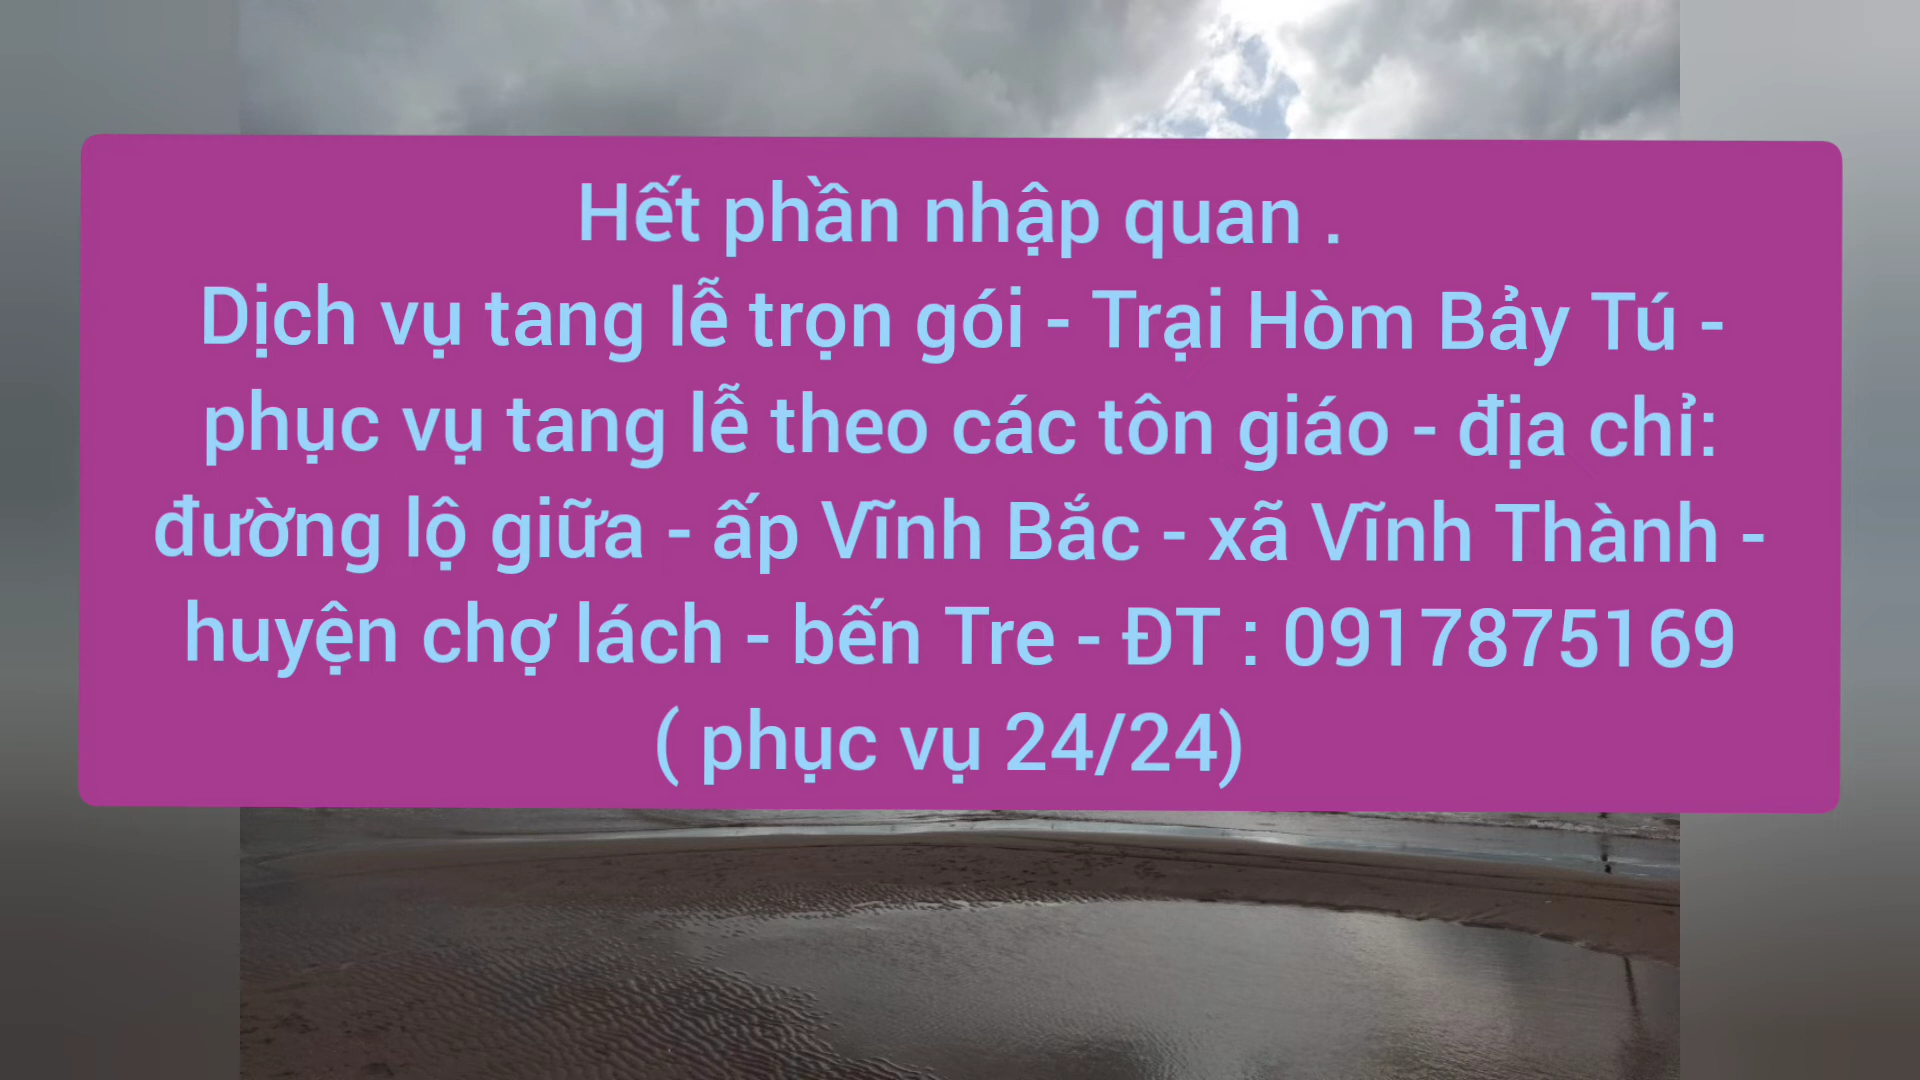 Hết phần nhập quan .
Dịch vụ tang lễ trọn gói - Trại Hòm Bảy Tú -
phục vụ tang lễ theo các tôn giáo - địa chỉ:
đường lộ giữa - ấp Vĩnh Bắc - xã Vĩnh Thành -
huyện chợ lách - bến Tre - ĐT : 0917875169
( phục vụ 24/24)